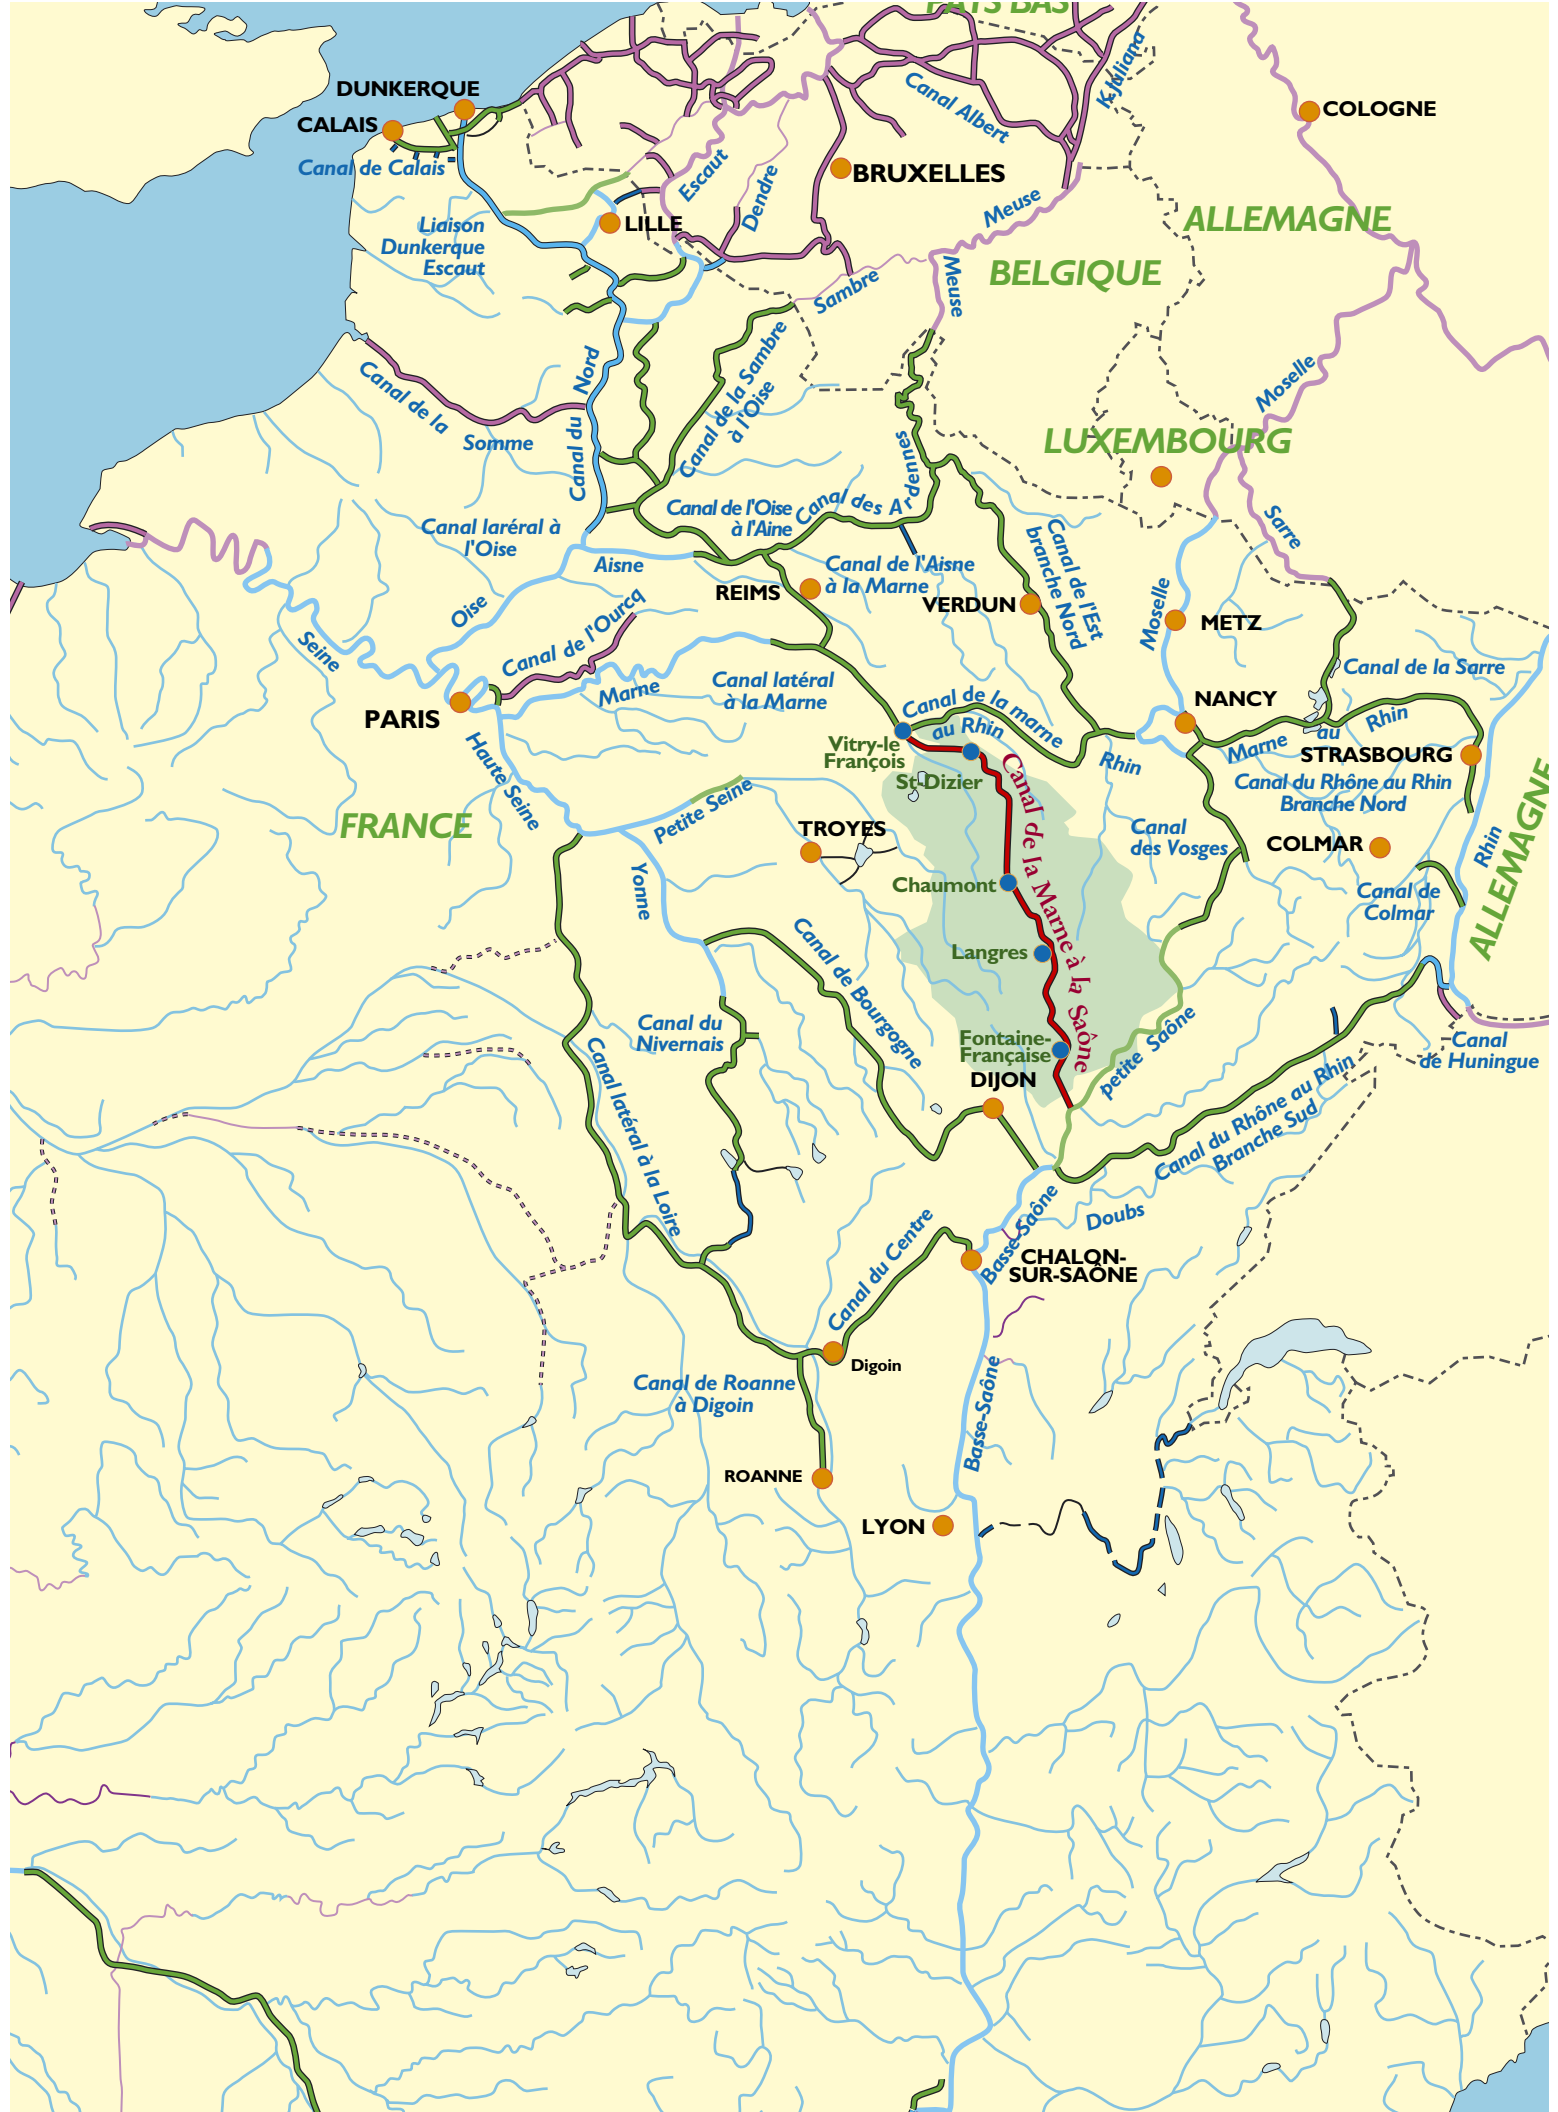 PAYS BAS
DUNKERQUE
CALAIS
Canal de Calais
Canal Albert
K. Juliana
COLOGNE
BRUXELLES
Escaut
Dendre
Meuse
ALLEMAGNE
Liaison
Dunkerque
Escaut
LILLE
BELGIQUE
Meuse
Sambre
Canal de la
Somme
Canal du Nord
Canal de la Sambre
à l'Oise
Moselle
LUXEMBOURG
Canal des Ardennes
Canal de l'Oise
à l'Aine
Canal laréral à
l'Oise
Sarre
Aisne
Canal de l'Aisne
à la Marne
REIMS
VERDUN
Canal de l'Est
branche Nord
Moselle
METZ
Oise
Canal de l'Ourcq
Seine
Marne
Canal latéral
à la Marne
Canal de la Sarre
PARIS
Canal de la marne
au Rhin
Rhin
NANCY
Marne
au
Rhin
STRASBOURG
Vitry-le
François
St-Dizier
Haute Seine
Petite Seine
Canal du Rhône au Rhin
Branche Nord
FRANCE
TROYES
Canal de la Marne à la Saône
Canal
des Vosges
COLMAR
Rhin
ALLEMAGNE
Yonne
Chaumont
Canal de
Colmar
Langres
Canal de Bourgogne
Canal du
Nivernais
Fontaine-
Française
petite Saône
Canal
de Huningue
DIJON
Canal latéral à la Loire
Canal du Rhône au Rhin
Branche Sud
Doubs
Basse-Saône
CHALON-
SUR-SAÔNE
Canal du Centre
Digoin
Canal de Roanne
à Digoin
Basse-Saône
ROANNE
LYON